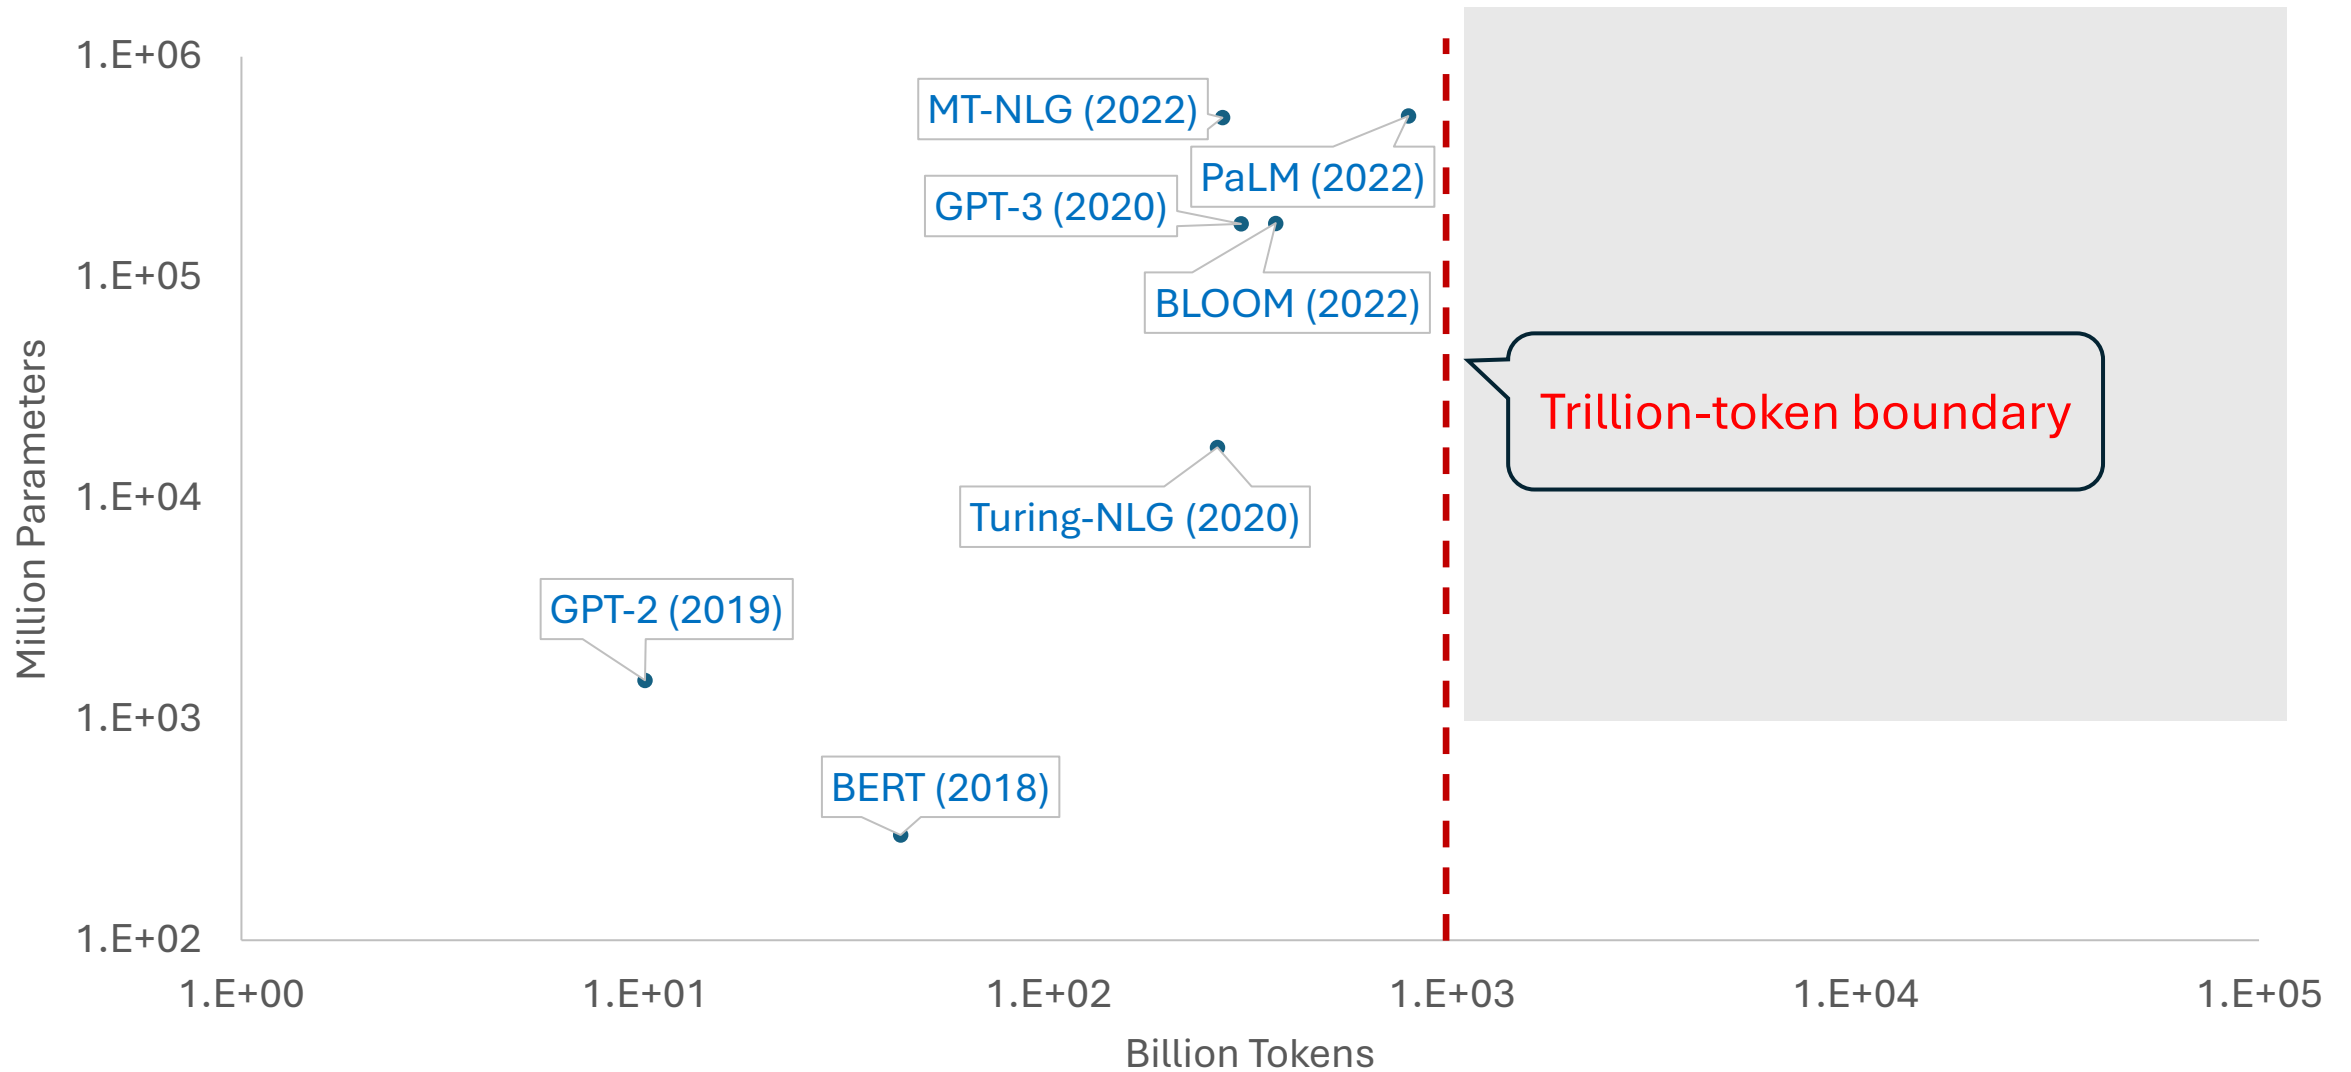 1.E+06
1.E+05
1.E+04
1.E+03
1.E+02
Million Parameters
MT-NLG (2022)
PaLM (2022)
GPT-3 (2020)
BLOOM (2022)
Trillion-token boundary
Turing-NLG (2020)
GPT-2 (2019)
BERT (2018)
1.E+00
1.E+01
1.E+02
1.E+03
1.E+04
1.E+05
Billion Tokens